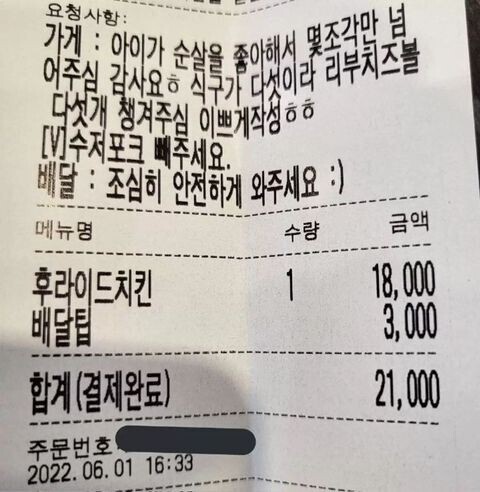 요청사항:
가게 : 아이가 순살을 좋아해서 몇조각만 넘
어주심 감사요ㅎ 식구가 다섯이라 리부치즈볼
다섯개 챙겨주심 이쁘게작성ㅎㅎ
[V]수저포크 빼주세요.
배달 : 조심히 안전하게 와주세요 :)
메뉴명 수량 금액
후라이드치킨 1 18,000
배달팁 3,000
합계(결제완료) 21,000
주문번호
2022.06.01 16:33